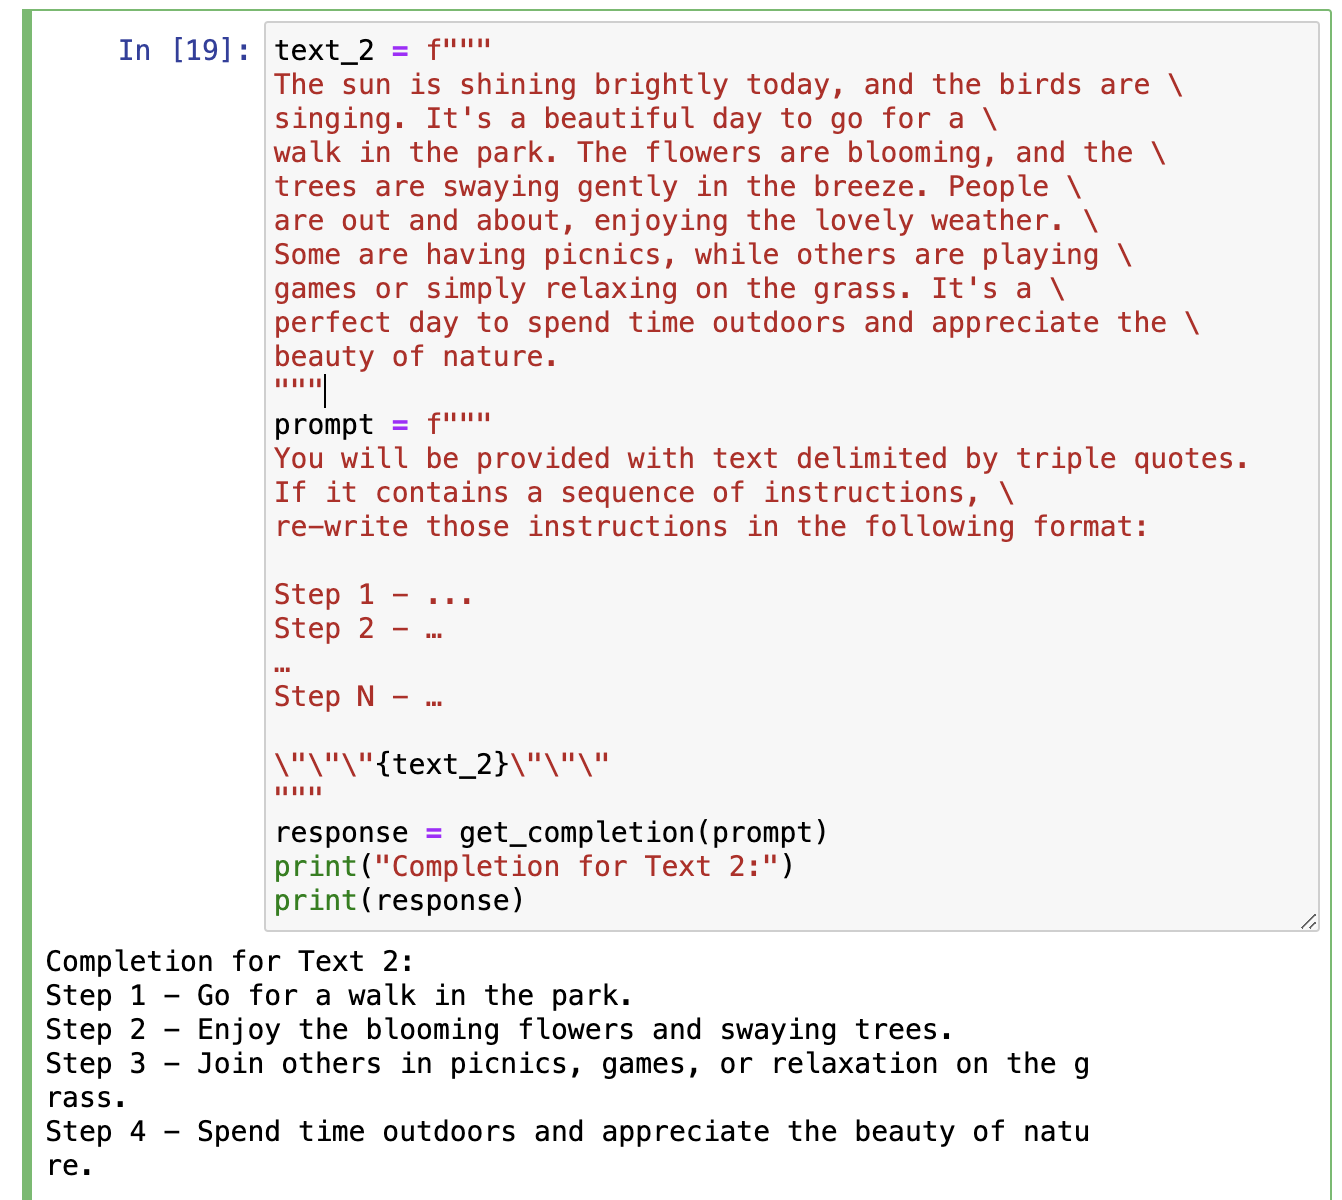 In [19]: text_2 = f"""
The sun is shining brightly today, and the birds are \
singing. It's a beautiful day to go for a \
walk in the park. The flowers are blooming, and the \
trees are swaying gently in the breeze. People \
are out and about, enjoying the lovely weather. \
Some are having picnics, while others are playing \
games or simply relaxing on the grass. It's a \
perfect day to spend time outdoors and appreciate the \
beauty of nature.
"""
prompt = f"""
You will be provided with text delimited by triple quotes.
If it contains a sequence of instructions, \
re-write those instructions in the following format:

Step 1 - ...
Step 2 - …
…
Step N - …

\"\"\"{text_2}\"\"\"
"""
response = get_completion(prompt)
print("Completion for Text 2:")
print(response)
Completion for Text 2:
Step 1 - Go for a walk in the park.
Step 2 - Enjoy the blooming flowers and swaying trees.
Step 3 - Join others in picnics, games, or relaxation on the g
rass.
Step 4 - Spend time outdoors and appreciate the beauty of natu
re.